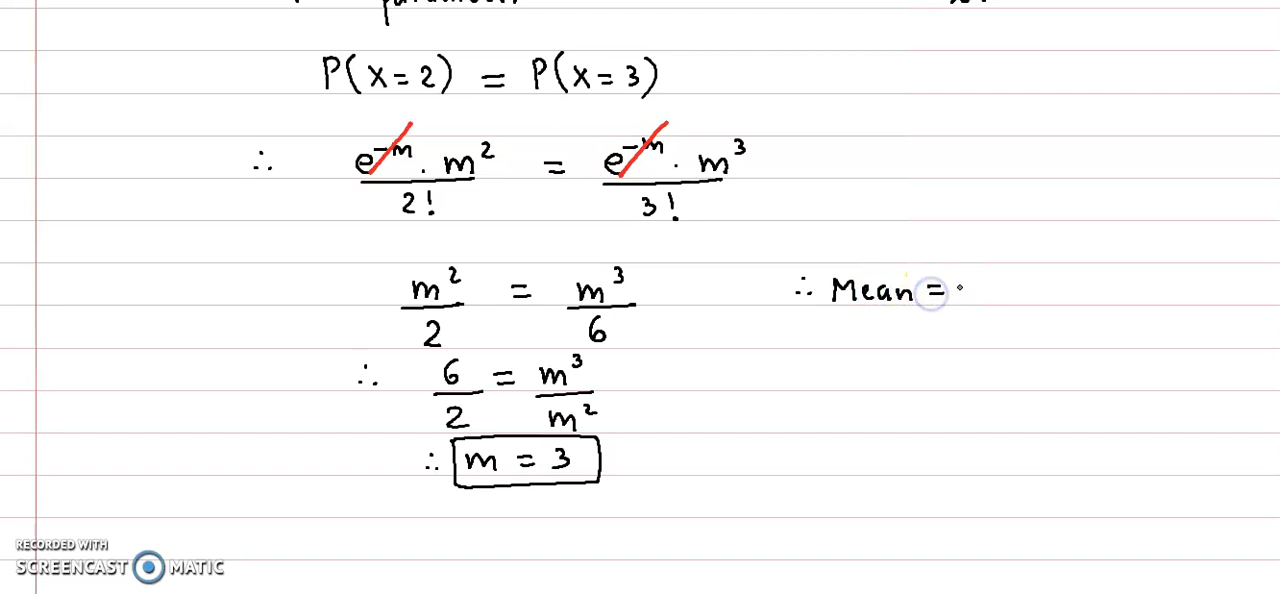 P(X=2) = P(X=3)
∴ e^-m . m^2 / 2! = e^-m . m^3 / 3!
m^2 / 2 = m^3 / 6
∴ Mean =
∴ 6 / 2 = m^3 / m^2
∴ m = 3
RECORDED WITH
SCREENCAST MATIC